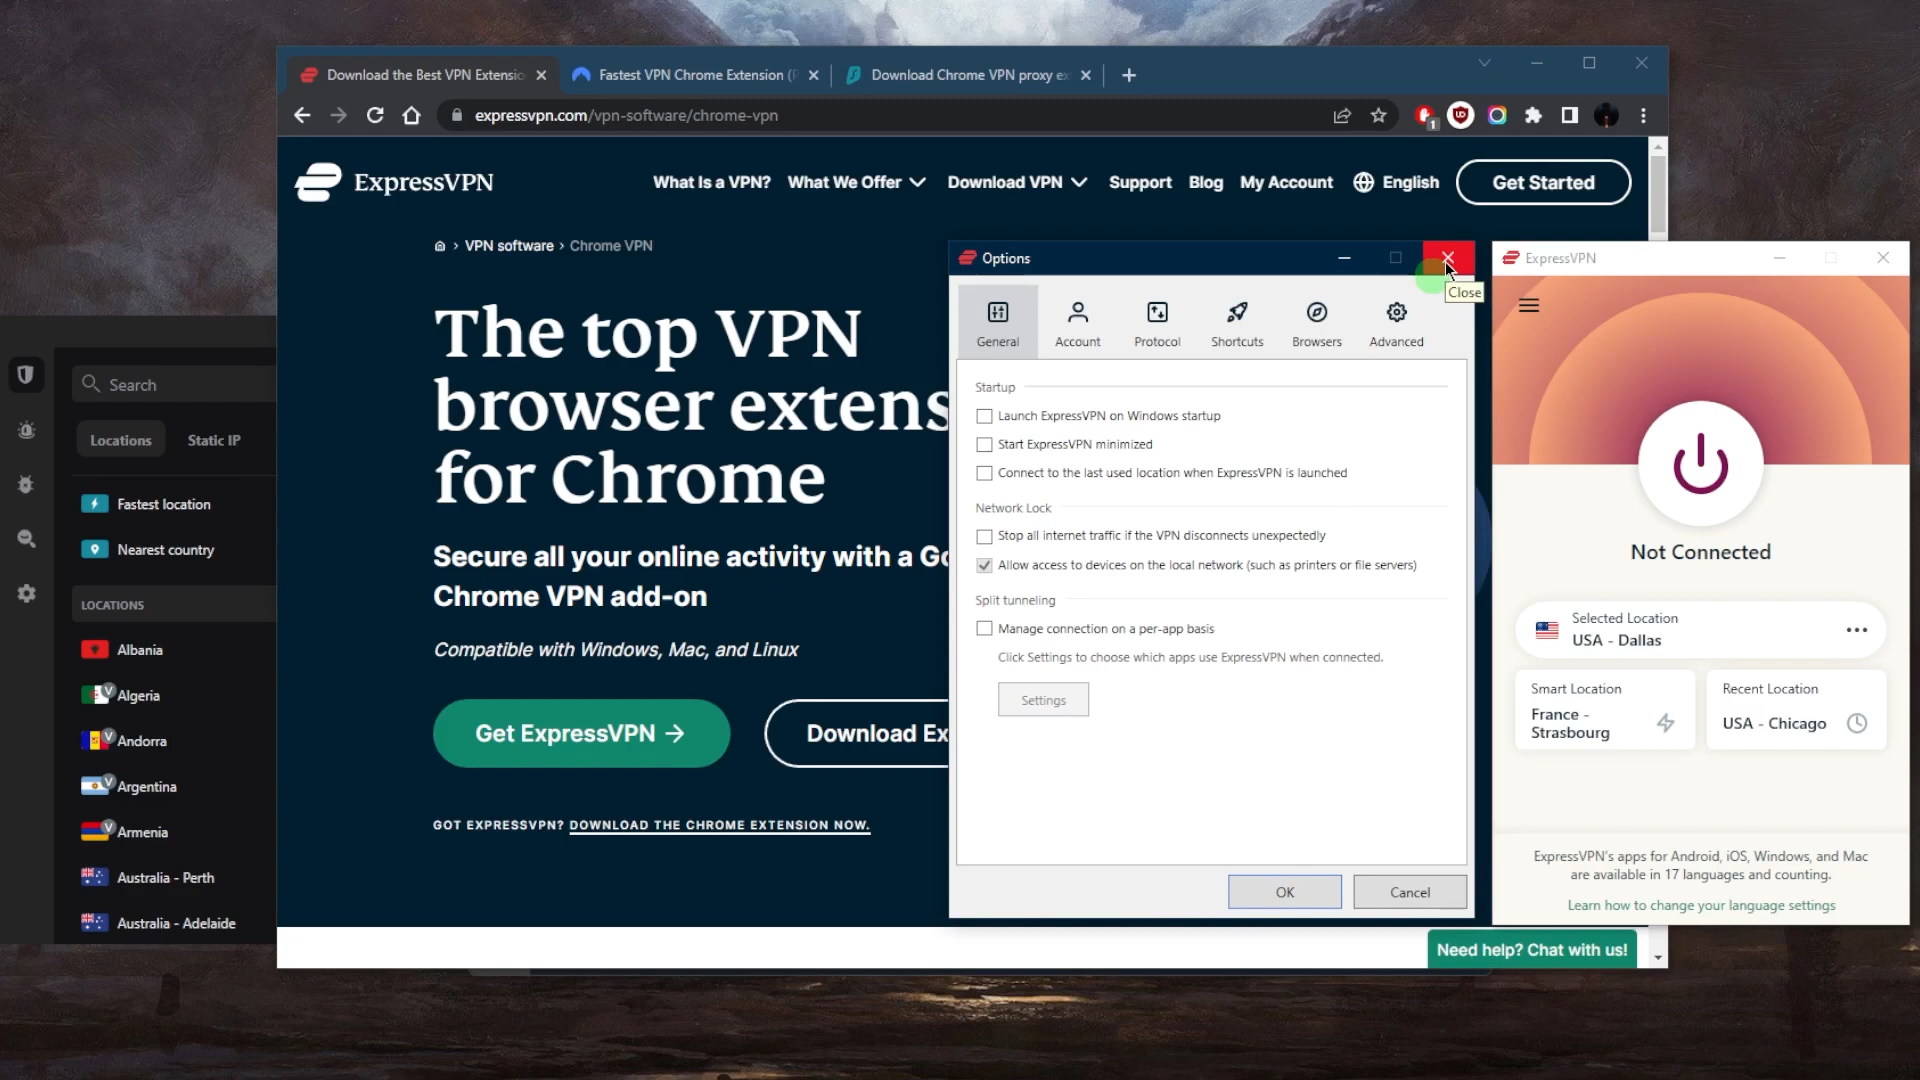 Download the Best VPN Extensio
Fastest VPN Chrome Extension (F
Download Chrome VPN proxy ex
expressvpn.com/vpn-software/chrome-vpn
1
ExpressVPN
What Is a VPN?
What We Offer
Download VPN
Support
Blog
My Account
English
Get Started
> VPN software > Chrome VPN
The top VPN
browser extens
for Chrome
Secure all your online activity with a Go
Chrome VPN add-on
Compatible with Windows, Mac, and Linux
Get ExpressVPN →
Download Ex
GOT EXPRESSVPN? DOWNLOAD THE CHROME EXTENSION NOW.
Need help? Chat with us!
Search
Locations
Static IP
Fastest location
Nearest country
LOCATIONS
Albania
V
Algeria
V
Andorra
V
Argentina
V
Armenia
Australia - Perth
Australia - Adelaide
Options
Close
General
Account
Protocol
Shortcuts
Browsers
Advanced
Startup
Launch ExpressVPN on Windows startup
Start ExpressVPN minimized
Connect to the last used location when ExpressVPN is launched
Network Lock
Stop all internet traffic if the VPN disconnects unexpectedly
Allow access to devices on the local network (such as printers or file servers)
Split tunneling
Manage connection on a per-app basis
Click Settings to choose which apps use ExpressVPN when connected.
Settings
OK
Cancel
ExpressVPN
Not Connected
Selected Location
USA - Dallas
Smart Location
France -
Strasbourg
Recent Location
USA - Chicago
ExpressVPN's apps for Android, iOS, Windows, and Mac
are available in 17 languages and counting.
Learn how to change your language settings